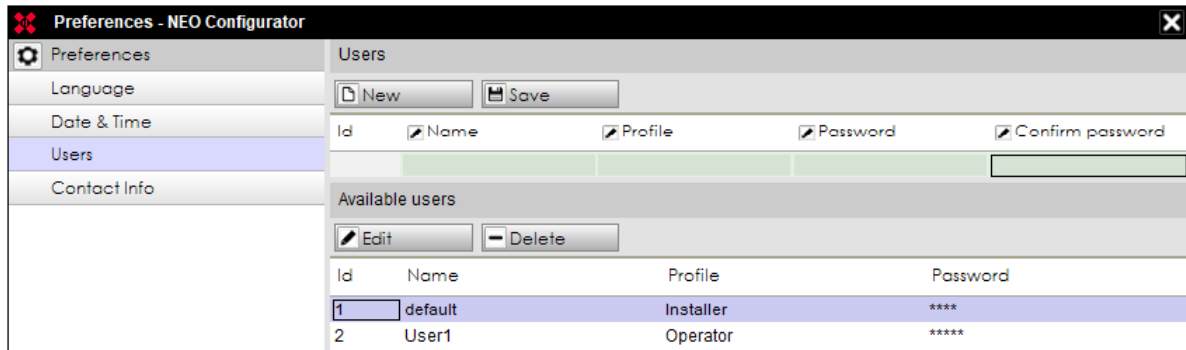 Preferences - NEO Configurator
Preferences
Language
Date & Time
Users
Contact Info
Users
New Save
Id Name Profile Password Confirm password
Available users
Edit Delete
Id Name Profile Password
1 default Installer ****
2 User1 Operator *****